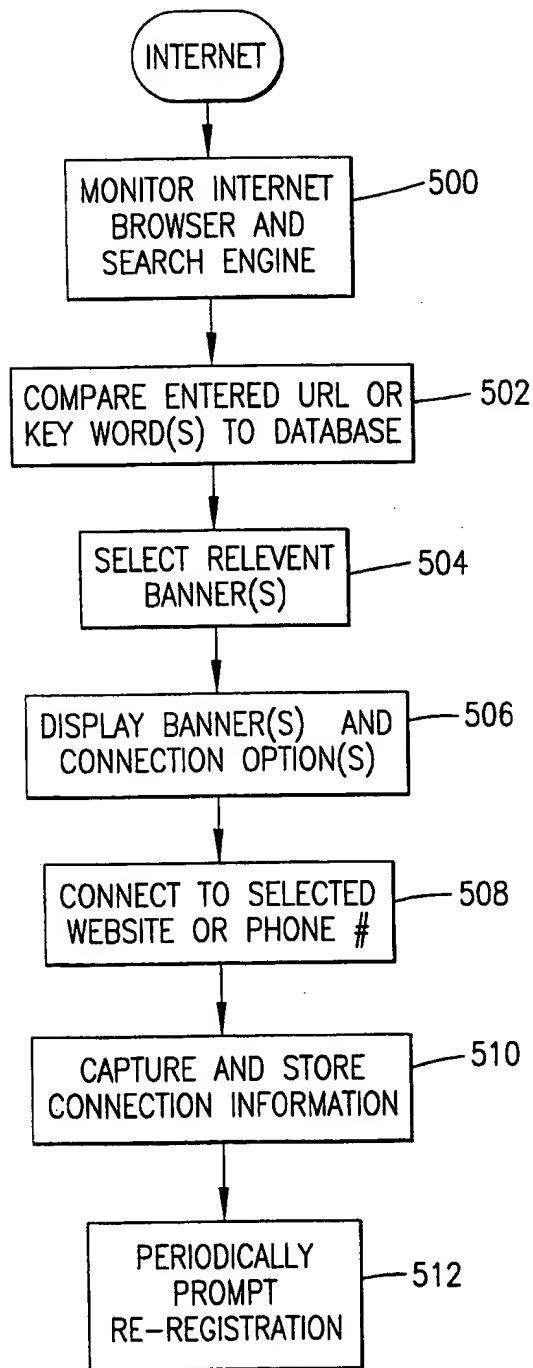 INTERNET
MONITOR INTERNET
BROWSER AND
SEARCH ENGINE
500
COMPARE ENTERED URL OR
KEY WORD(S) TO DATABASE
502
SELECT RELEVENT
BANNER(S)
504
DISPLAY BANNER(S) AND
CONNECTION OPTION(S)
506
CONNECT TO SELECTED
WEBSITE OR PHONE #
508
CAPTURE AND STORE
CONNECTION INFORMATION
510
PERIODICALLY
PROMPT
RE-REGISTRATION
512